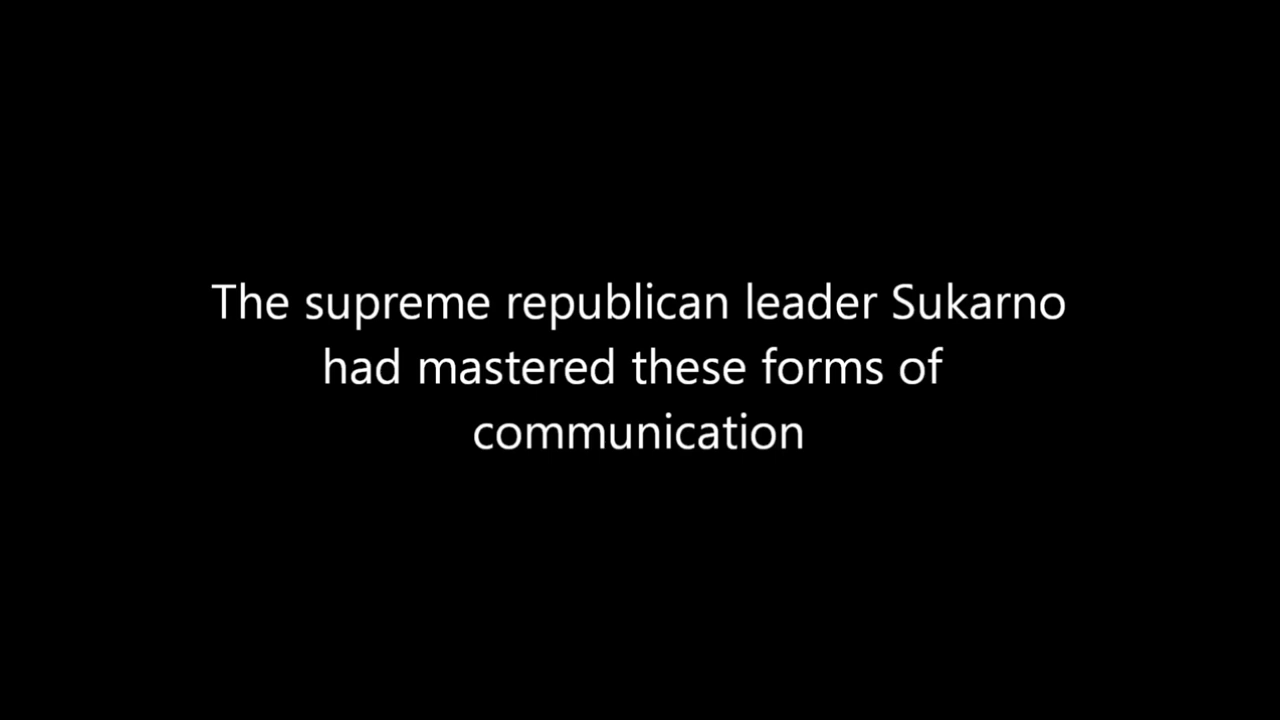 The supreme republican leader Sukarno
had mastered these forms of
communication